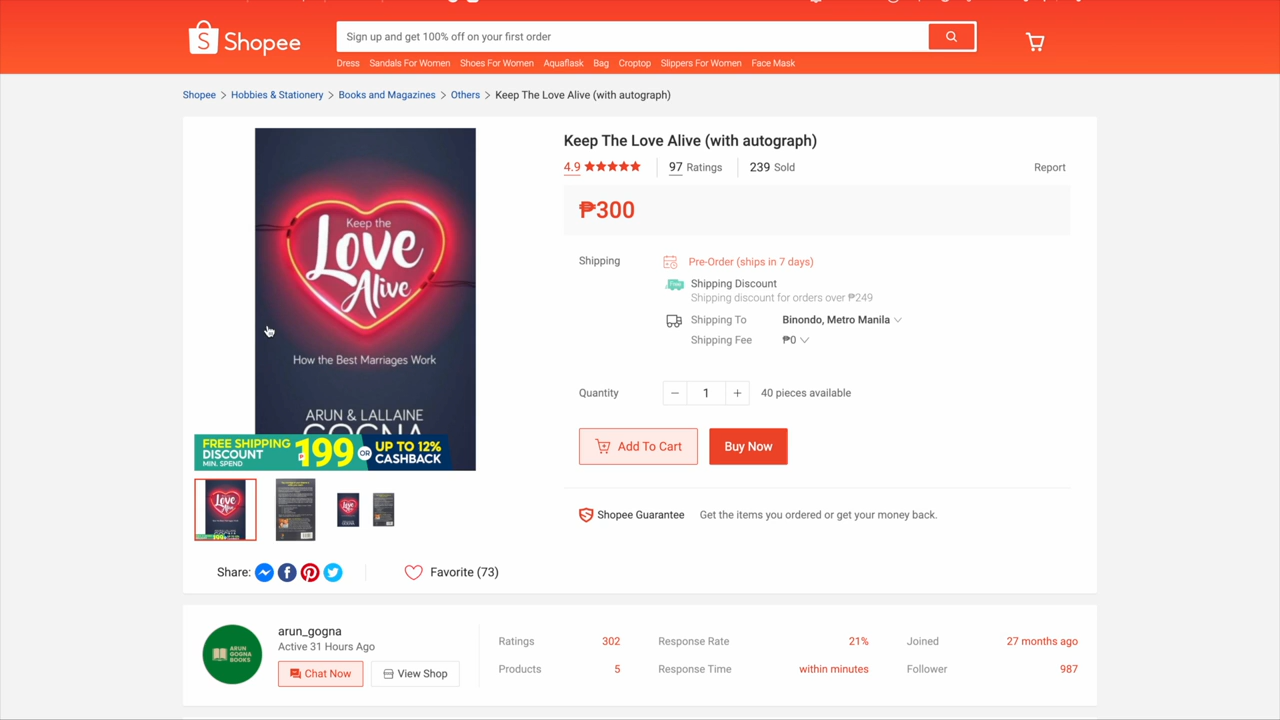 Shopee
Sign up and get 100% off on your first order
Dress Sandals For Women Shoes For Women Aquaflask Bag Croptop Slippers For Women Face Mask
Shopee > Hobbies & Stationery > Books and Magazines > Others > Keep The Love Alive (with autograph)
Keep the
Love
Alive
How the Best Marriages Work
ARUN & LALLAINE
GOGNA
FREE SHIPPING
DISCOUNT
MIN. SPEND
₱199
OR
UP TO 12%
CASHBACK
Share:
Favorite (73)
Keep The Love Alive (with autograph)
4.9 97 Ratings 239 Sold Report
₱300
Shipping Pre-Order (ships in 7 days)
Free Shipping Discount
Shipping discount for orders over ₱249
Shipping To Binondo, Metro Manila
Shipping Fee ₱0
Quantity − 1 + 40 pieces available
Add To Cart Buy Now
Shopee Guarantee Get the items you ordered or get your money back.
ARUN
GOGNA
BOOKS
arun_gogna
Active 31 Hours Ago
Chat Now View Shop
Ratings 302 Response Rate 21% Joined 27 months ago
Products 5 Response Time within minutes Follower 987